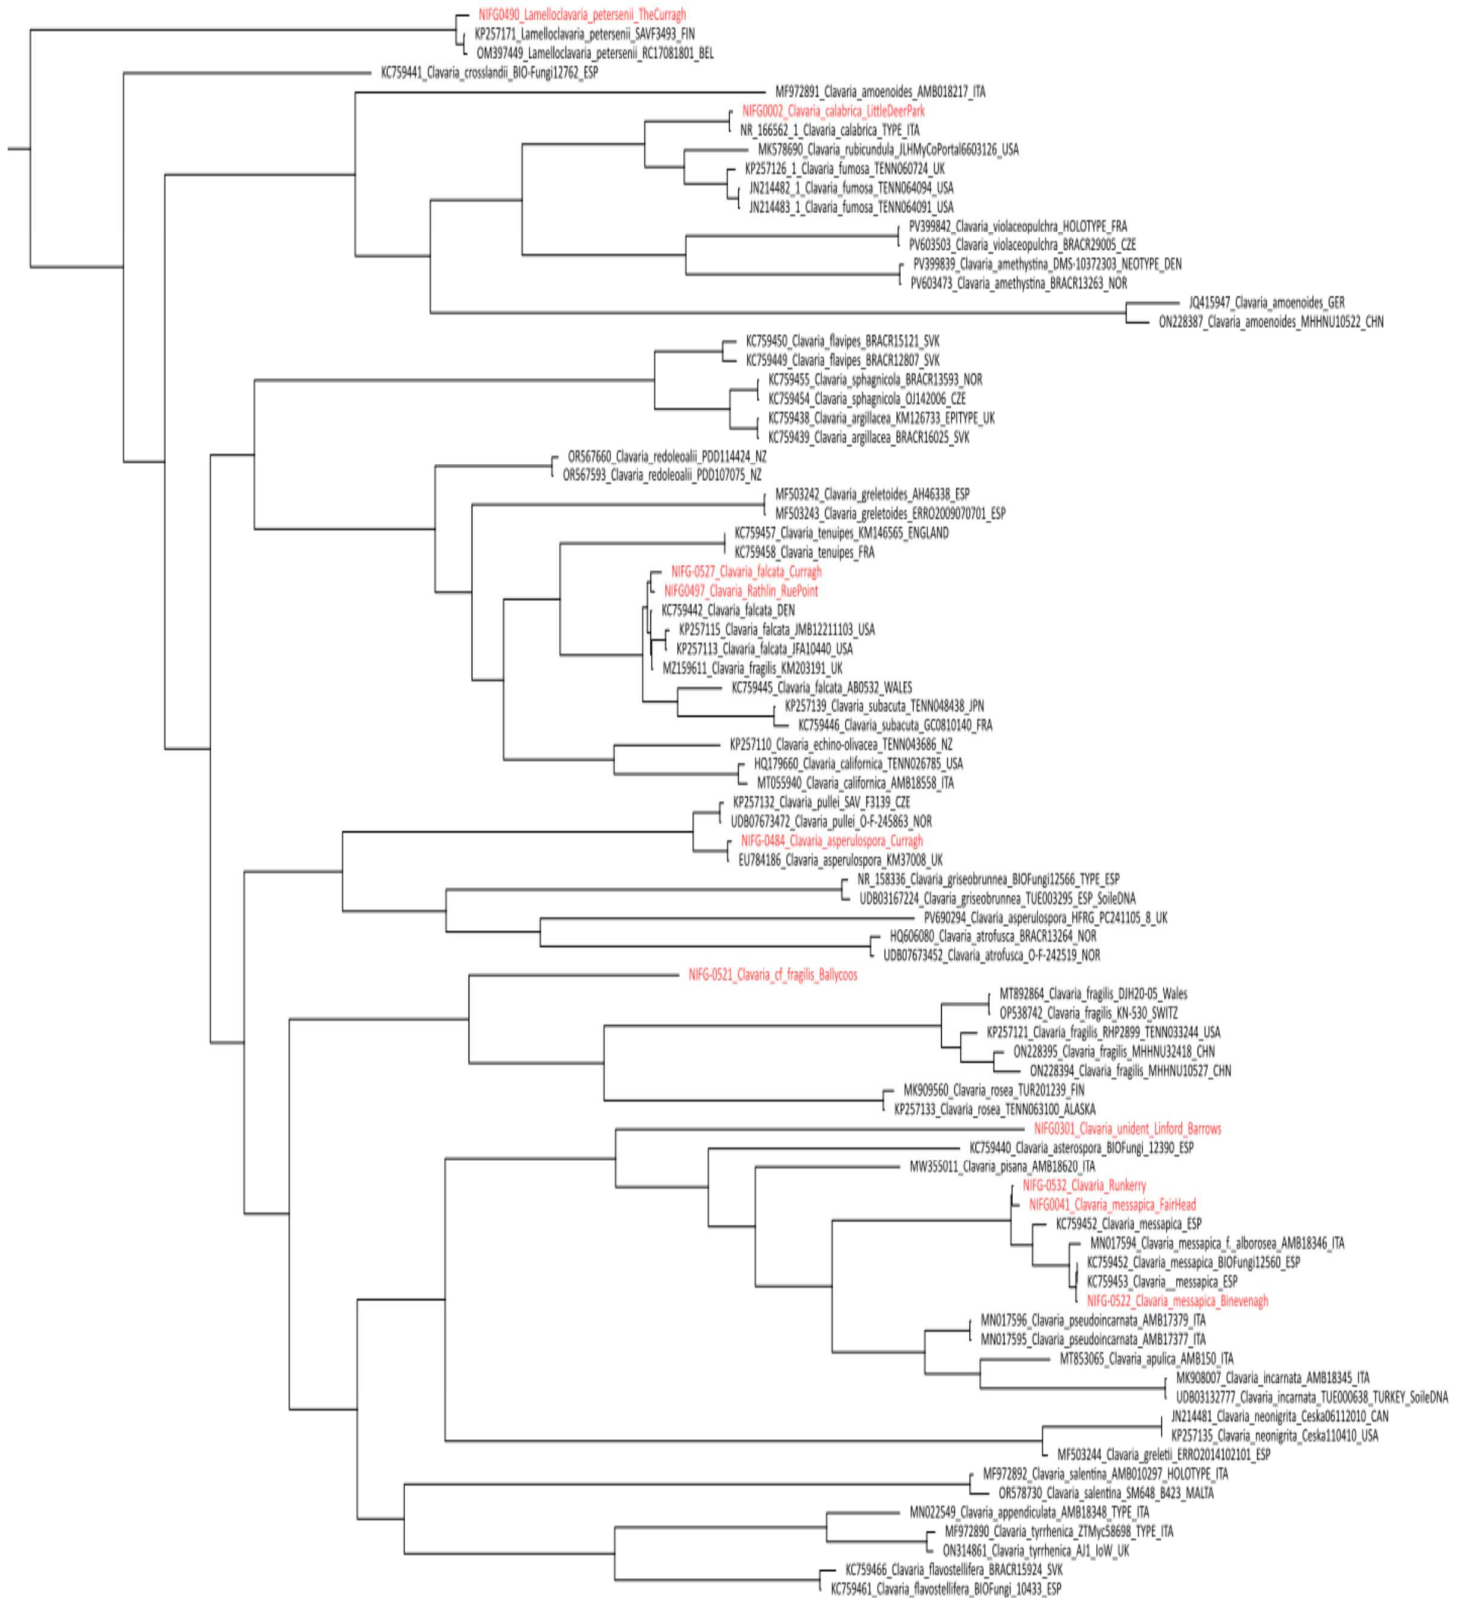 NIFG0490_Lamelloclavaria_petersenii_TheCurragh
KP257171_Lamelloclavaria_petersenii_SAVF3493_FIN
OM397449_Lamelloclavaria_petersenii_RC17081801_BEL
KC759441_Clavaria_crosslandii_BIO-Fungi12762_ESP
MF972891_Clavaria_amoenoides_AMB018217_ITA
NIFG0002_Clavaria_calabrica_LittleDeerPark
NR_166562_1_Clavaria_calabrica_TYPE_ITA
MK578690_Clavaria_rubicundula_JLHMyCoPortal6603126_USA
KP257126_1_Clavaria_fumosa_TENN060724_UK
JN214482_1_Clavaria_fumosa_TENN064094_USA
JN214483_1_Clavaria_fumosa_TENN064091_USA
PV399842_Clavaria_violaceopulchra_HOLOTYPE_FRA
PV603503_Clavaria_violaceopulchra_BRACR29005_CZE
PV399839_Clavaria_amethystina_DMS-10372303_NEOTYPE_DEN
PV603473_Clavaria_amethystina_BRACR13263_NOR
JQ415947_Clavaria_amoenoides_GER
ON228387_Clavaria_amoenoides_MHHNU10522_CHN
KC759450_Clavaria_flavipes_BRACR15121_SVK
KC759449_Clavaria_flavipes_BRACR12807_SVK
KC759455_Clavaria_sphagnicola_BRACR13593_NOR
KC759454_Clavaria_sphagnicola_OJ142006_CZE
KC759438_Clavaria_argillacea_KM126733_EPITYPE_UK
KC759439_Clavaria_argillacea_BRACR16025_SVK
OR567660_Clavaria_redoleoalii_PDD114424_NZ
OR567593_Clavaria_redoleoalii_PDD107075_NZ
MF503242_Clavaria_greletoides_AH46338_ESP
MF503243_Clavaria_greletoides_ERRO2009070701_ESP
KC759457_Clavaria_tenuipes_KM146565_ENGLAND
KC759458_Clavaria_tenuipes_FRA
NIFG-0527_Clavaria_falcata_Curragh
NIFG0497_Clavaria_Rathlin_RuePoint
KC759442_Clavaria_falcata_DEN
KP257115_Clavaria_falcata_JMB12211103_USA
KP257113_Clavaria_falcata_JFA10440_USA
MZ159611_Clavaria_fragilis_KM203191_UK
KC759445_Clavaria_falcata_AB0532_WALES
KP257139_Clavaria_subacuta_TENN048438_JPN
KC759446_Clavaria_subacuta_GC0810140_FRA
KP257110_Clavaria_echino-olivacea_TENN043686_NZ
HQ179660_Clavaria_californica_TENN026785_USA
MT055940_Clavaria_californica_AMB18558_ITA
KP257132_Clavaria_pullei_SAV_F3139_CZE
UDB07673472_Clavaria_pullei_O-F-245863_NOR
NIFG-0484_Clavaria_asperulospora_Curragh
EU784186_Clavaria_asperulospora_KM37008_UK
NR_158336_Clavaria_griseobrunnea_BIOFungi12566_TYPE_ESP
UDB03167224_Clavaria_griseobrunnea_TUE003295_ESP_SoileDNA
PV690294_Clavaria_asperulospora_HFRG_PC241105_8_UK
HQ606080_Clavaria_atrofusca_BRACR13264_NOR
UDB07673452_Clavaria_atrofusca_O-F-242519_NOR
NIFG-0521_Clavaria_cf_fragilis_Ballycoos
MT892864_Clavaria_fragilis_DJH20-05_Wales
OP538742_Clavaria_fragilis_KN-530_SWITZ
KP257121_Clavaria_fragilis_RHP2899_TENN033244_USA
ON228395_Clavaria_fragilis_MHHNU32418_CHN
ON228394_Clavaria_fragilis_MHHNU10527_CHN
MK909560_Clavaria_rosea_TUR201239_FIN
KP257133_Clavaria_rosea_TENN063100_ALASKA
NIFG0301_Clavaria_unident_Linford_Barrows
KC759440_Clavaria_asterospora_BIOFungi_12390_ESP
MW355011_Clavaria_pisana_AMB18620_ITA
NIFG-0532_Clavaria_Runkerry
NIFG0041_Clavaria_messapica_FairHead
KC759452_Clavaria_messapica_ESP
MN017594_Clavaria_messapica_f._alborosea_AMB18346_ITA
KC759452_Clavaria_messapica_BIOFungi12560_ESP
KC759453_Clavaria__messapica_ESP
NIFG-0522_Clavaria_messapica_Binevenagh
MN017596_Clavaria_pseudoincarnata_AMB17379_ITA
MN017595_Clavaria_pseudoincarnata_AMB17377_ITA
MT853065_Clavaria_apulica_AMB150_ITA
MK908007_Clavaria_incarnata_AMB18345_ITA
UDB03132777_Clavaria_incarnata_TUE000638_TURKEY_SoileDNA
JN214481_Clavaria_neonigrita_Ceska06112010_CAN
KP257135_Clavaria_neonigrita_Ceska110410_USA
MF503244_Clavaria_greletii_ERRO2014102101_ESP
MF972892_Clavaria_salentina_AMB010297_HOLOTYPE_ITA
OR578730_Clavaria_salentina_SM648_B423_MALTA
MN022549_Clavaria_appendiculata_AMB18348_TYPE_ITA
MF972890_Clavaria_tyrrhenica_ZTMyc58698_TYPE_ITA
ON314861_Clavaria_tyrrhenica_AJ1_IoW_UK
KC759466_Clavaria_flavostellifera_BRACR15924_SVK
KC759461_Clavaria_flavostellifera_BIOFungi_10433_ESP